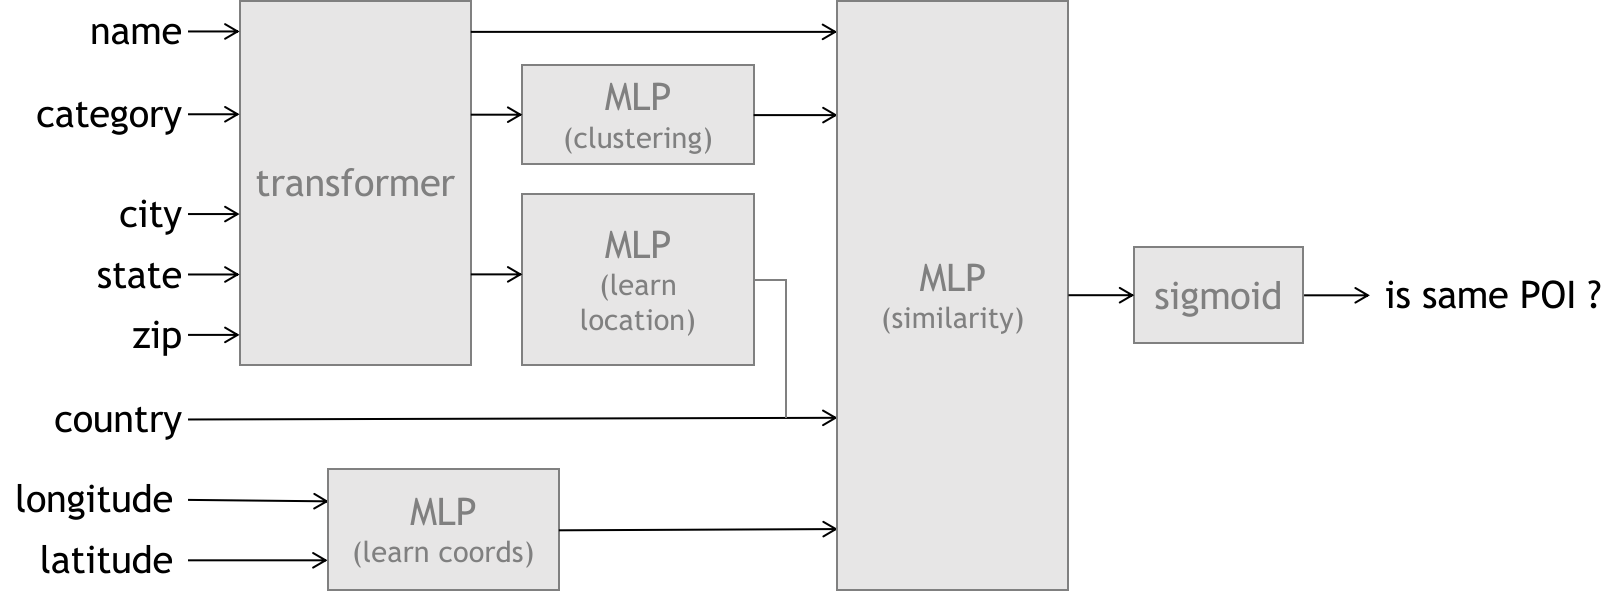 name
category
city
state
zip
country
longitude
latitude
transformer
MLP
(clustering)
MLP
(learn
location)
MLP
(learn coords)
MLP
(similarity)
sigmoid
is same POI ?